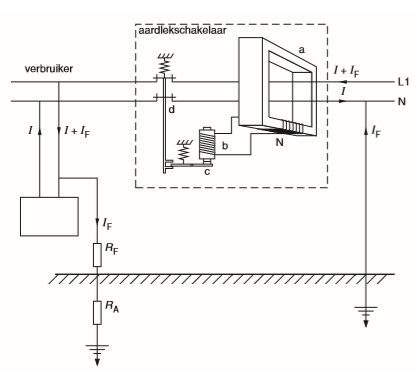 aardlekschakelaar
a
verbruiker
I + I_F
L1
I
N
d
I
I + I_F
b
N
I_F
c
I_F
R_F
R_A